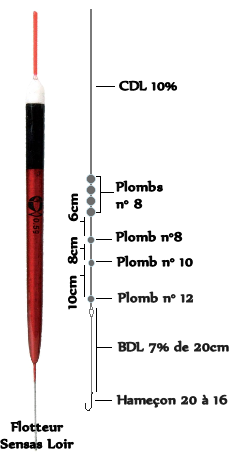 CDL 10%
Plombs
n° 8
6cm
Plomb n°8
8cm
Plomb n° 10
10cm
Plomb n° 12
BDL 7% de 20cm
Hameçon 20 à 16
Flotteur
Sensas Loir